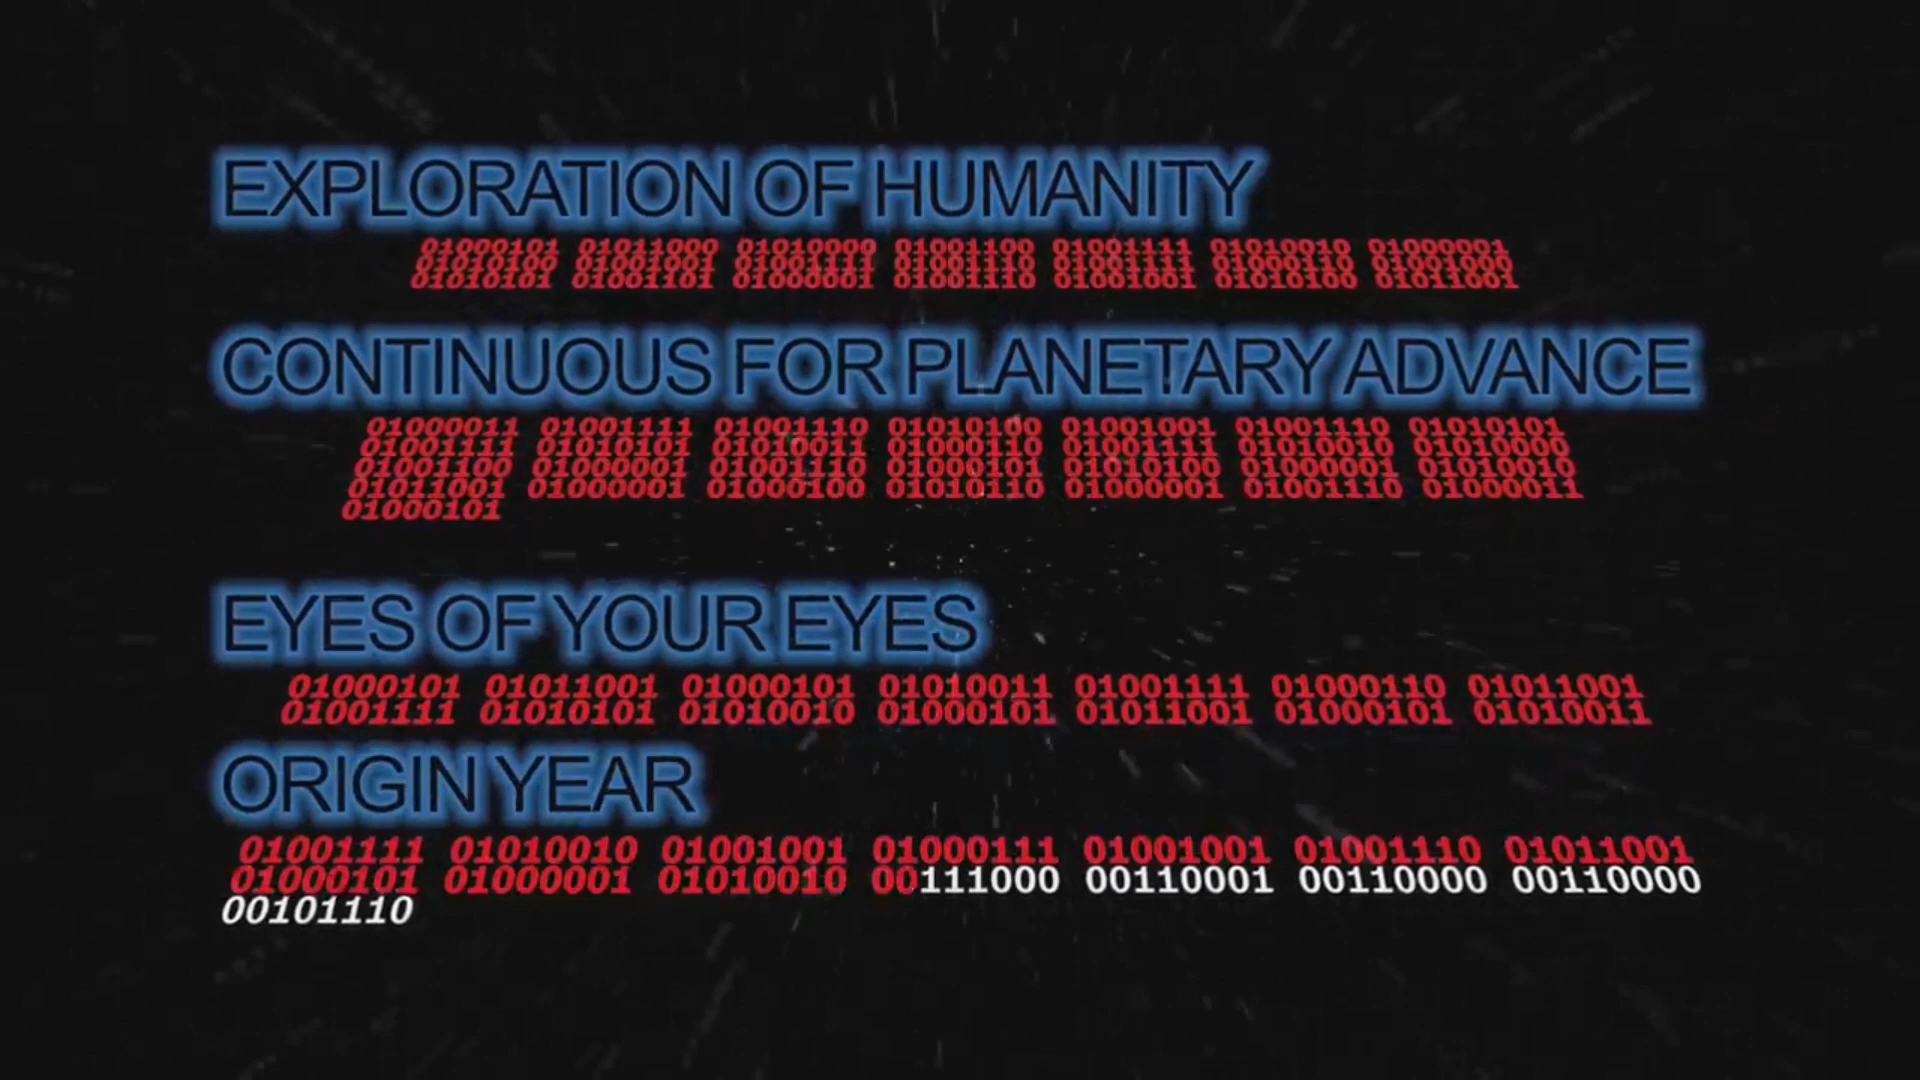 EXPLORATION OF HUMANITY
01000101 01011000 01010000 01001100 01001111 01010010 01000001
01010100 01001001 01001111 01001110 01001111 01000110 01001000
01010101 01001101 01000001 01001110 01001001 01010100 01011001
CONTINUOUS FOR PLANETARY ADVANCE
01000011 01001111 01001110 01010100 01001001 01001110 01010101
01001111 01010101 01010011 01000110 01001111 01010010 01010000
01001100 01000001 01001110 01000101 01010100 01000001 01010010
01011001 01000001 01000100 01010110 01000001 01001110 01000011
01000101
EYES OF YOUR EYES
01000101 01011001 01000101 01010011 01001111 01000110 01011001
01001111 01010101 01010010 01000101 01011001 01000101 01010011
ORIGIN YEAR
01001111 01010010 01001001 01000111 01001001 01001110 01011001
01000101 01000001 01010010 00111000 00110001 00110000 00110000
00101110